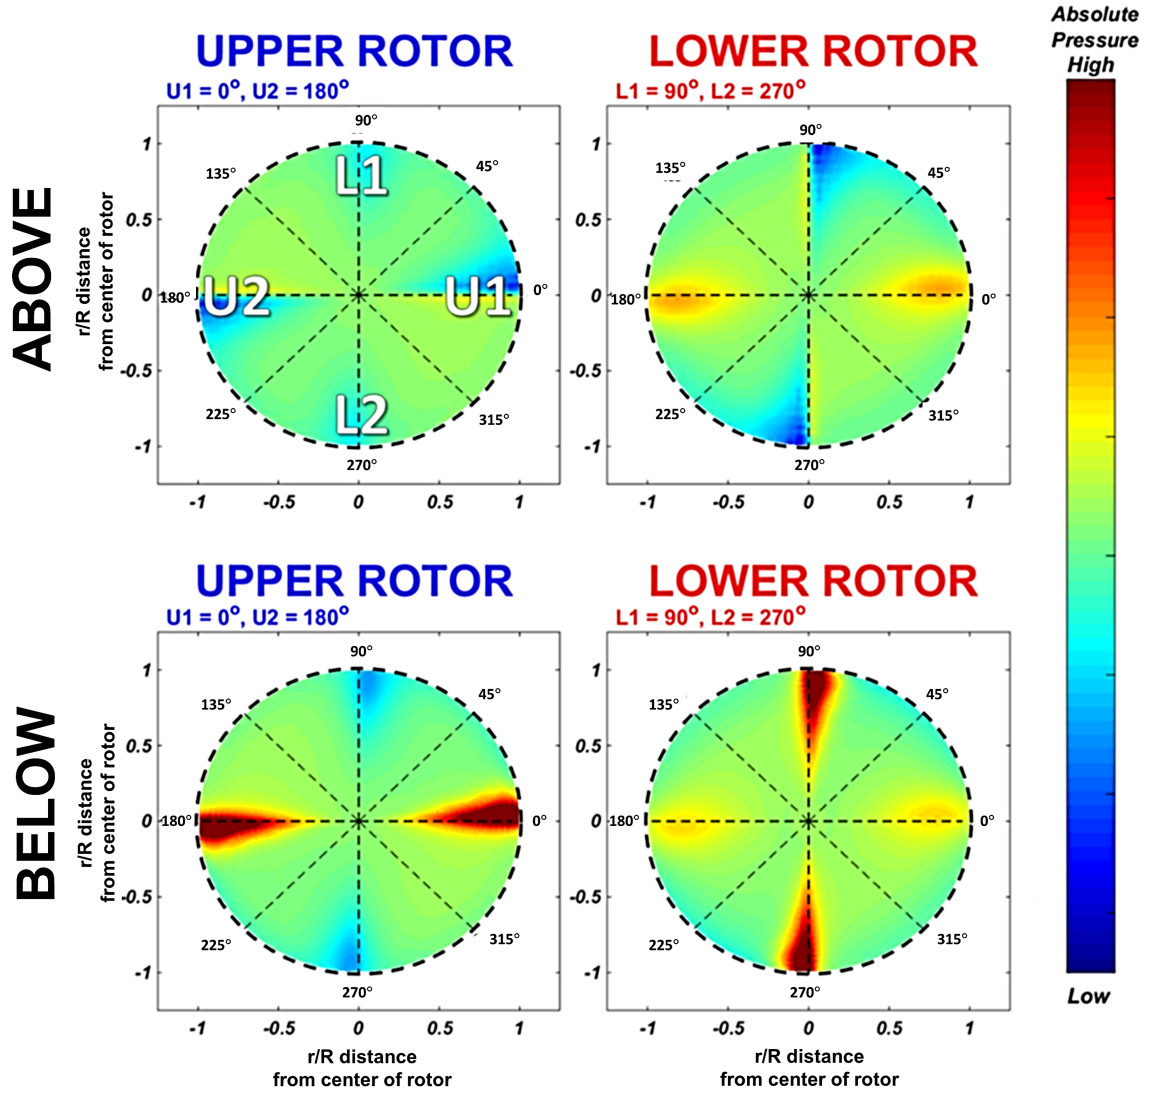 Absolute
Pressure
High
UPPER ROTOR
U1 = 0°, U2 = 180°
LOWER ROTOR
L1 = 90°, L2 = 270°
ABOVE
r/R distance
from center of rotor
1
0.5
0
-0.5
-1
90°
45°
0°
315°
270°
225°
180°
135°
L1
U2
U1
L2
-1
-0.5
0
0.5
1
1
0.5
0
-0.5
-1
90°
45°
0°
315°
270°
225°
180°
135°
-1
-0.5
0
0.5
1
UPPER ROTOR
U1 = 0°, U2 = 180°
LOWER ROTOR
L1 = 90°, L2 = 270°
BELOW
r/R distance
from center of rotor
1
0.5
0
-0.5
-1
90°
45°
0°
315°
270°
225°
180°
135°
-1
-0.5
0
0.5
1
r/R distance
from center of rotor
1
0.5
0
-0.5
-1
90°
45°
0°
315°
270°
225°
180°
135°
-1
-0.5
0
0.5
1
r/R distance
from center of rotor
Low